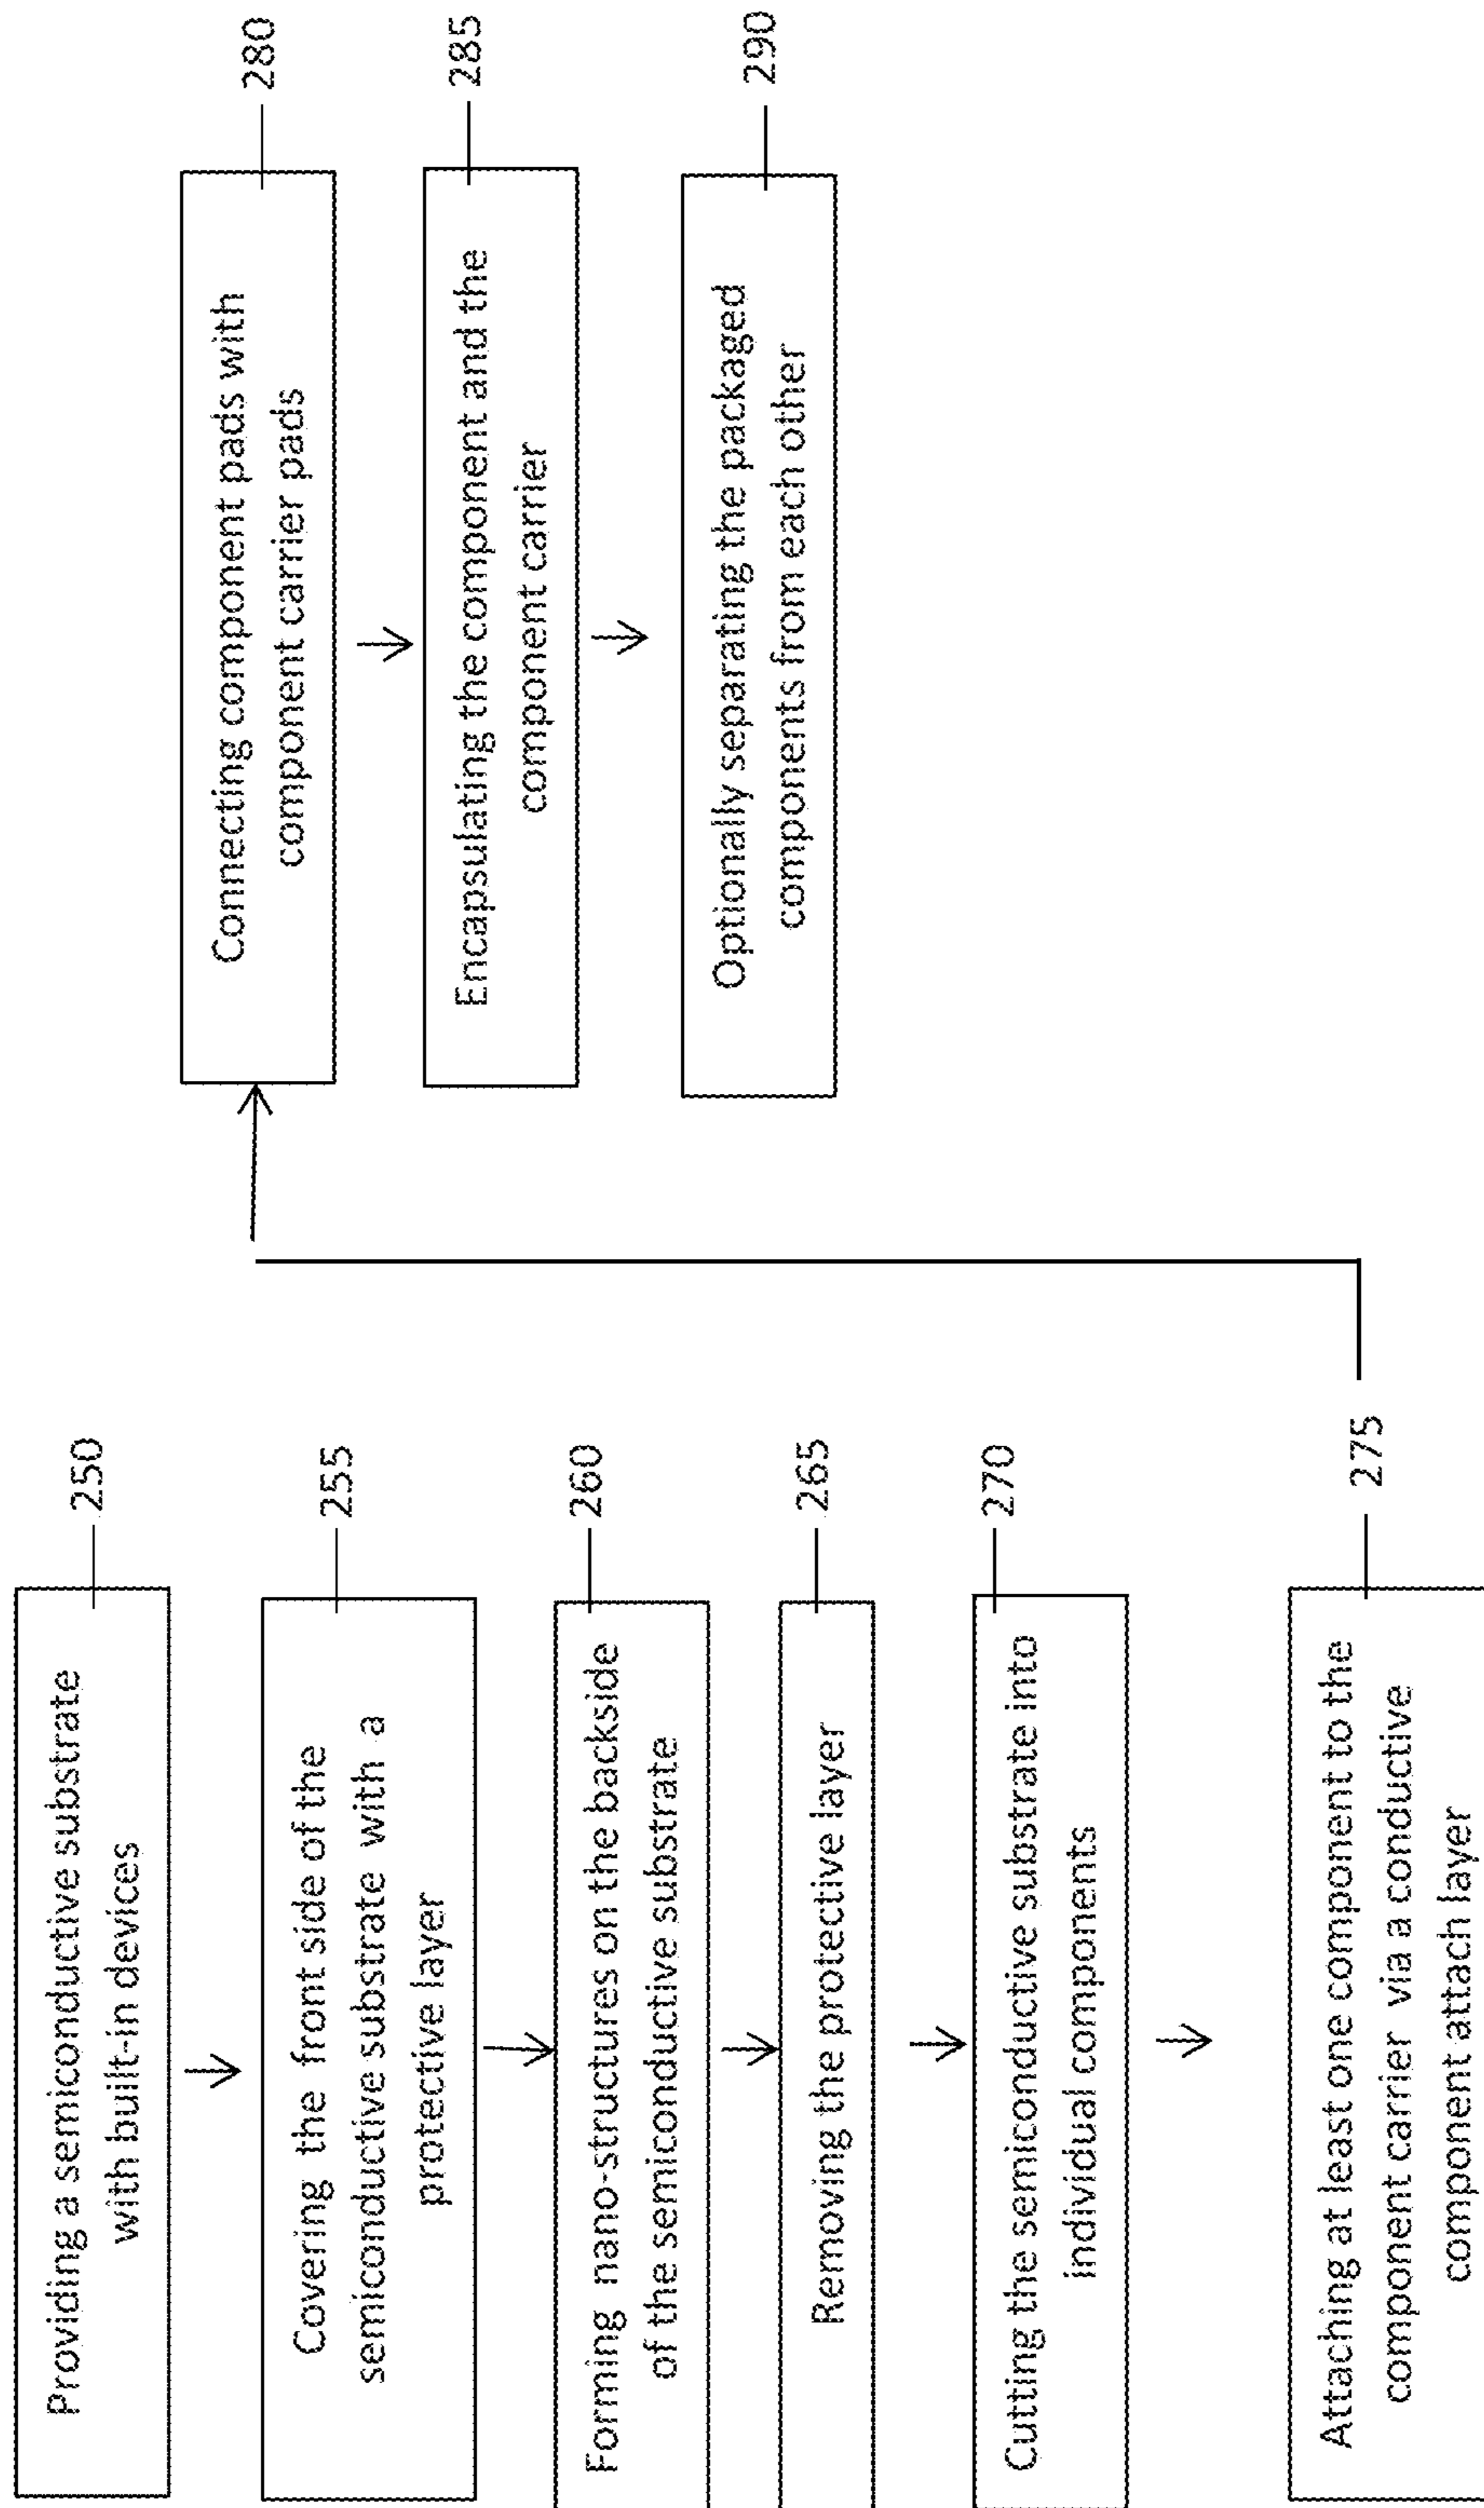 Providing a semiconductive substrate
with built-in devices
250
Covering the front side of the
semiconductive substrate with a
protective layer
255
Forming nano-structures on the backside
of the semiconductive substrate
260
Removing the protective layer
265
Cutting the semiconductive substrate into
individual components
270
Attaching at least one component to the
component carrier via a conductive
component attach layer
275
Connecting component pads with
component carrier pads
280
Encapsulating the component and the
component carrier
285
Optionally separating the packaged
components from each other
290